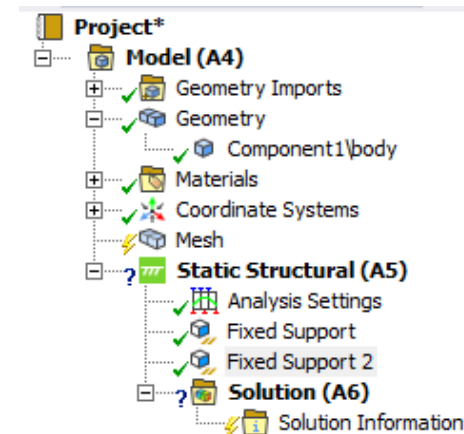 Project*
Model (A4)
Geometry Imports
Geometry
Component1\body
Materials
Coordinate Systems
Mesh
? Static Structural (A5)
Analysis Settings
Fixed Support
Fixed Support 2
? Solution (A6)
Solution Information